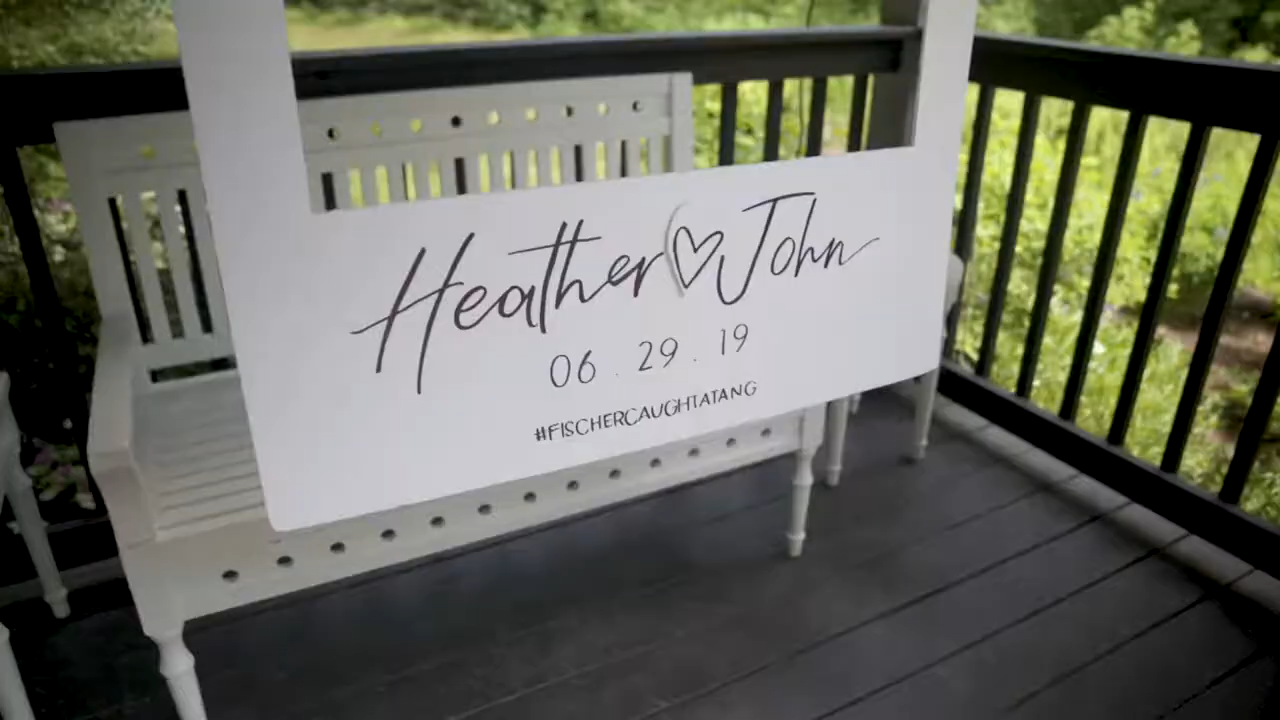 Heather♡John
06 . 29 . 19
#FISCHERCAUGHTATANG